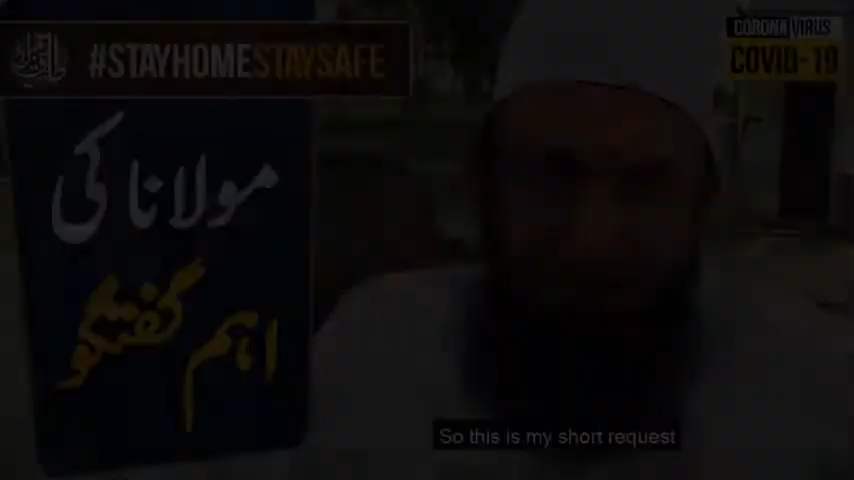 #STAYHOMESTAYSAFE
CORONA VIRUS
COVID-19
مولانا کی
اہم گفتگو
So this is my short request